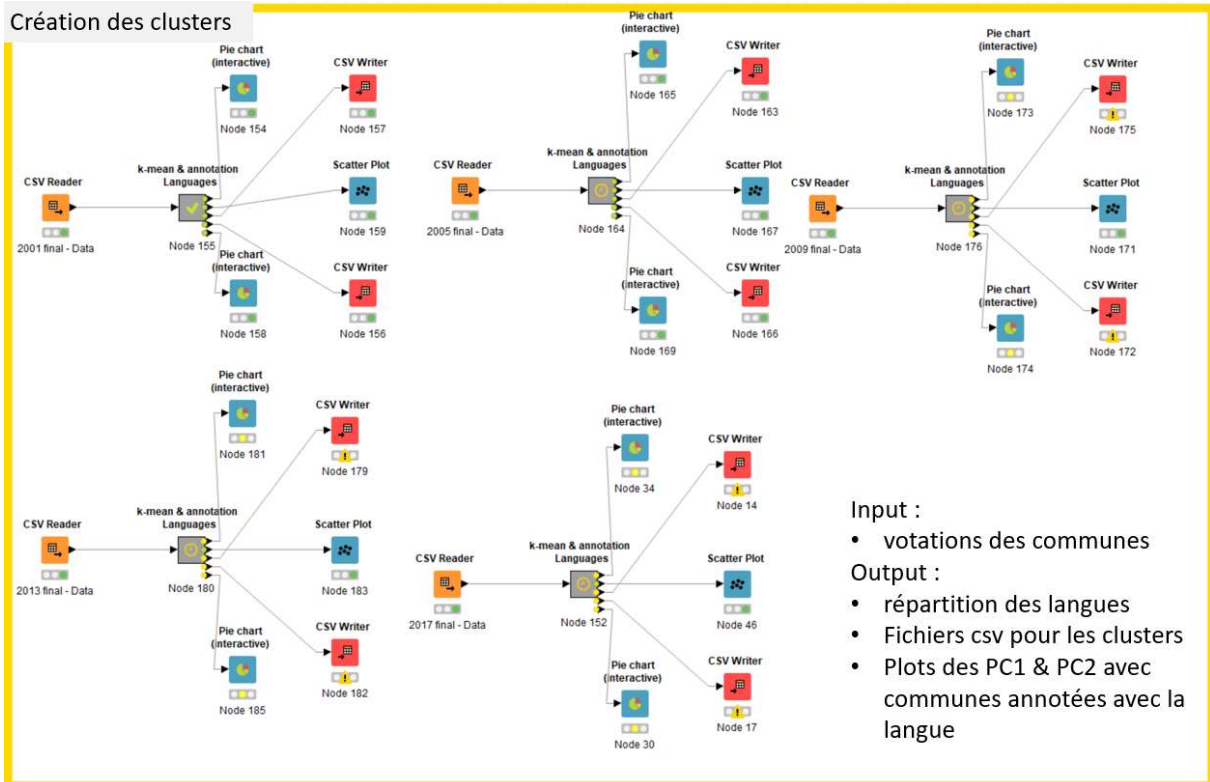 Création des clusters
Pie chart
(interactive)
Node 154
CSV Writer
Node 157
k-mean & annotation
Languages
Node 155
CSV Reader
2001 final - Data
Scatter Plot
Node 159
Pie chart
(interactive)
Node 158
CSV Writer
Node 156
Pie chart
(interactive)
Node 165
CSV Writer
Node 163
k-mean & annotation
Languages
Node 164
CSV Reader
2005 final - Data
Scatter Plot
Node 167
Pie chart
(interactive)
Node 169
CSV Writer
Node 166
Pie chart
(interactive)
Node 173
CSV Writer
Node 175
k-mean & annotation
Languages
Node 176
CSV Reader
2009 final - Data
Scatter Plot
Node 171
Pie chart
(interactive)
Node 174
CSV Writer
Node 172
Pie chart
(interactive)
Node 181
CSV Writer
Node 179
k-mean & annotation
Languages
Node 180
CSV Reader
2013 final - Data
Scatter Plot
Node 183
Pie chart
(interactive)
Node 185
CSV Writer
Node 182
Pie chart
(interactive)
Node 34
CSV Writer
Node 14
k-mean & annotation
Languages
Node 152
CSV Reader
2017 final - Data
Scatter Plot
Node 46
Pie chart
(interactive)
Node 30
CSV Writer
Node 17
Input :
• votations des communes
Output :
• répartition des langues
• Fichiers csv pour les clusters
• Plots des PC1 & PC2 avec
communes annotées avec la
langue